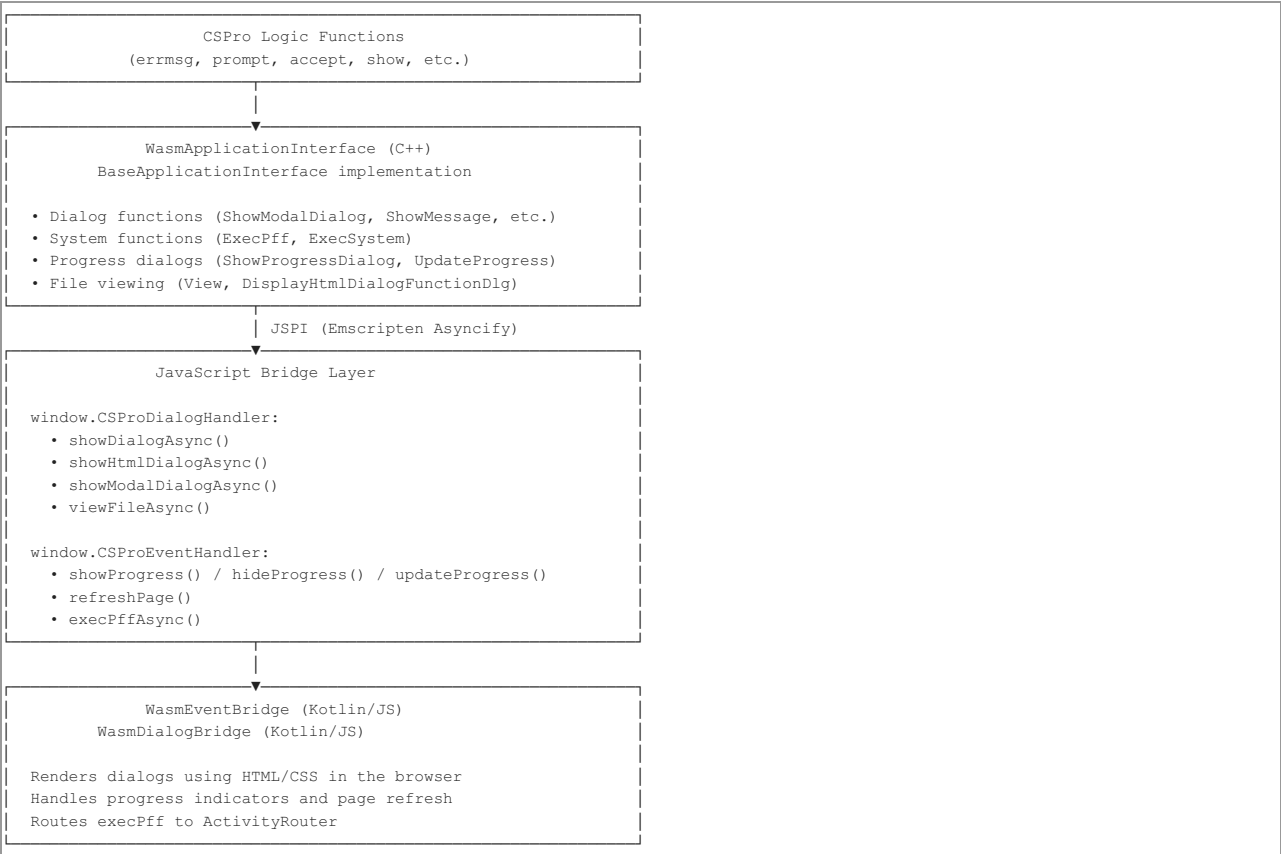 CSPro Logic Functions
(errmsg, prompt, accept, show, etc.)
WasmApplicationInterface (C++)
BaseApplicationInterface implementation
• Dialog functions (ShowModalDialog, ShowMessage, etc.)
• System functions (ExecPff, ExecSystem)
• Progress dialogs (ShowProgressDialog, UpdateProgress)
• File viewing (View, DisplayHtmlDialogFunctionDlg)
JSPI (Emscripten Asyncify)
JavaScript Bridge Layer
window.CSProDialogHandler:
• showDialogAsync()
• showHtmlDialogAsync()
• showModalDialogAsync()
• viewFileAsync()
window.CSProEventHandler:
• showProgress() / hideProgress() / updateProgress()
• refreshPage()
• execPffAsync()
WasmEventBridge (Kotlin/JS)
WasmDialogBridge (Kotlin/JS)
Renders dialogs using HTML/CSS in the browser
Handles progress indicators and page refresh
Routes execPff to ActivityRouter